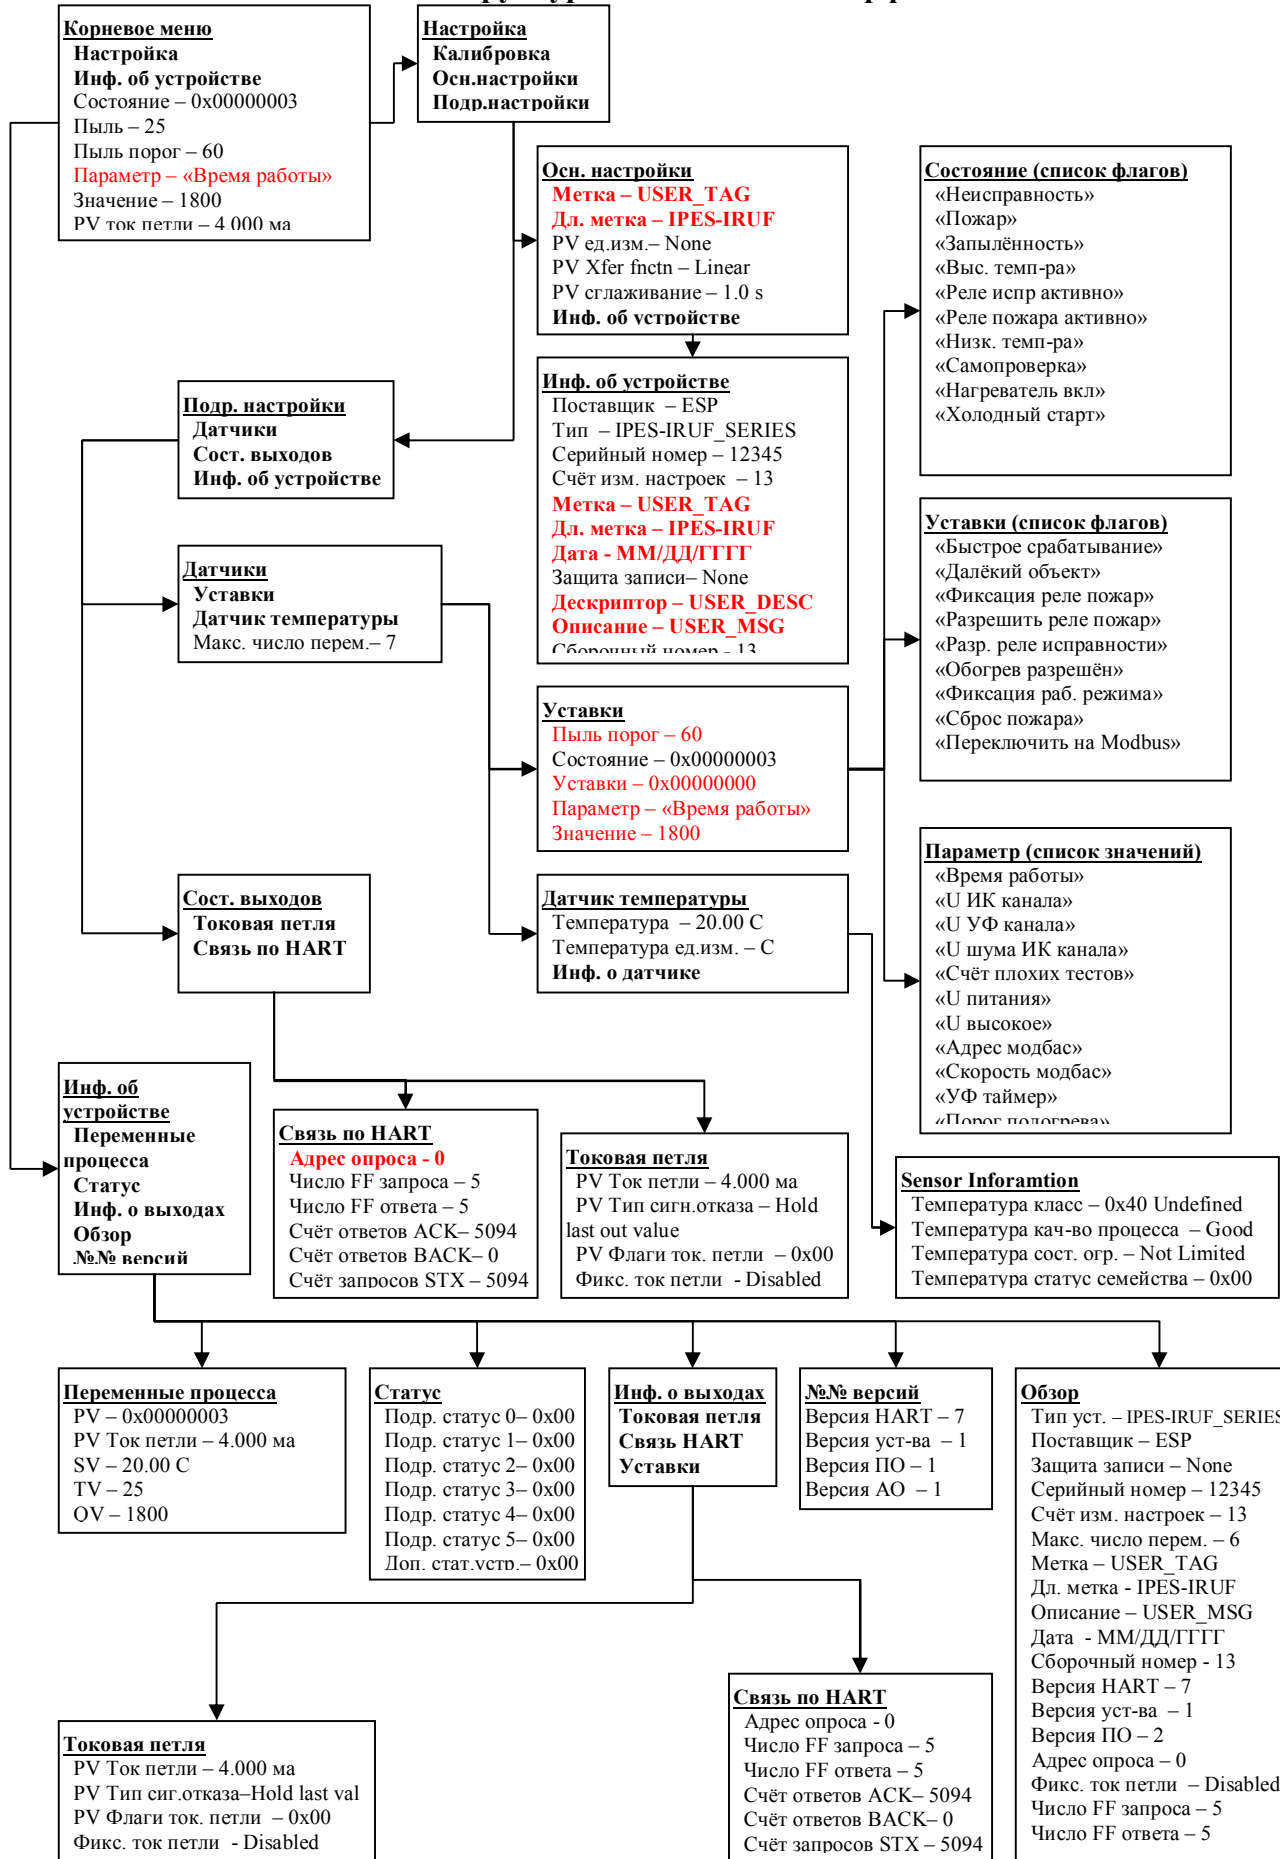 Корневое меню
Настройка
Инф. об устройстве
Состояние – 0x00000003
Пыль – 25
Пыль порог – 60
Параметр – «Время работы»
Значение – 1800
PV ток петли – 4.000 ма
Настройка
Калибровка
Осн.настройки
Подр.настройки
Осн. настройки
Метка – USER_TAG
Дл. метка – IPES-IRUF
PV ед.изм.– None
PV Xfer fnctn – Linear
PV сглаживание – 1.0 s
Инф. об устройстве
Состояние (список флагов)
«Неисправность»
«Пожар»
«Запылённость»
«Выс. темп-ра»
«Реле испр активно»
«Реле пожара активно»
«Низк. темп-ра»
«Самопроверка»
«Нагреватель вкл»
«Холодный старт»
Подр. настройки
Датчики
Сост. выходов
Инф. об устройстве
Инф. об устройстве
Поставщик – ESP
Тип – IPES-IRUF_SERIES
Серийный номер – 12345
Счёт изм. настроек – 13
Метка – USER_TAG
Дл. метка – IPES-IRUF
Дата - ММ/ДД/ГГГГ
Защита записи– None
Дескриптор – USER_DESC
Описание – USER_MSG
Сборочный номер - 13
Уставки (список флагов)
«Быстрое срабатывание»
«Далёкий объект»
«Фиксация реле пожар»
«Разрешить реле пожар»
«Разр. реле исправности»
«Обогрев разрешён»
«Фиксация раб. режима»
«Сброс пожара»
«Переключить на Modbus»
Датчики
Уставки
Датчик температуры
Макс. число перем.– 7
Уставки
Пыль порог – 60
Состояние – 0x00000003
Уставки – 0x00000000
Параметр – «Время работы»
Значение – 1800
Параметр (список значений)
«Время работы»
«U ИК канала»
«U УФ канала»
«U шума ИК канала»
«Счёт плохих тестов»
«U питания»
«U высокое»
«Адрес модбас»
«Скорость модбас»
«УФ таймер»
«Порог подогрева»
Сост. выходов
Токовая петля
Связь по HART
Датчик температуры
Температура – 20.00 С
Температура ед.изм. – С
Инф. о датчике
Инф. об
устройстве
Переменные
процесса
Статус
Инф. о выходах
Обзор
№№ версий
Связь по HART
Адрес опроса - 0
Число FF запроса – 5
Число FF ответа – 5
Счёт ответов ACK– 5094
Счёт ответов BACK– 0
Счёт запросов STX – 5094
Токовая петля
PV Ток петли – 4.000 ма
PV Тип сигн.отказа – Hold
last out value
PV Флаги ток. петли – 0x00
Фикс. ток петли - Disabled
Sensor Inforamtion
Температура класс – 0x40 Undefined
Температура кач-во процесса – Good
Температура сост. огр. – Not Limited
Температура статус семейства – 0x00
Переменные процесса
PV – 0x00000003
PV Ток петли – 4.000 ма
SV – 20.00 C
TV – 25
QV – 1800
Статус
Подр. статус 0– 0x00
Подр. статус 1– 0x00
Подр. статус 2– 0x00
Подр. статус 3– 0x00
Подр. статус 4– 0x00
Подр. статус 5– 0x00
Доп. стат.устр.– 0x00
Инф. о выходах
Токовая петля
Связь HART
Уставки
№№ версий
Версия HART – 7
Версия уст-ва – 1
Версия ПО – 1
Версия АО – 1
Обзор
Тип уст. – IPES-IRUF_SERIES
Поставщик – ESP
Защита записи – None
Серийный номер – 12345
Счёт изм. настроек – 13
Макс. число перем. – 6
Метка – USER_TAG
Дл. метка - IPES-IRUF
Описание – USER_MSG
Дата - ММ/ДД/ГГГГ
Сборочный номер - 13
Версия HART – 7
Версия уст-ва – 1
Версия ПО – 2
Адрес опроса – 0
Фикс. ток петли – Disabled
Число FF запроса – 5
Число FF ответа – 5
Токовая петля
PV Ток петли – 4.000 ма
PV Тип сиг.отказа–Hold last val
PV Флаги ток. петли – 0x00
Фикс. ток петли - Disabled
Связь по HART
Адрес опроса - 0
Число FF запроса – 5
Число FF ответа – 5
Счёт ответов ACK– 5094
Счёт ответов BACK– 0
Счёт запросов STX – 5094